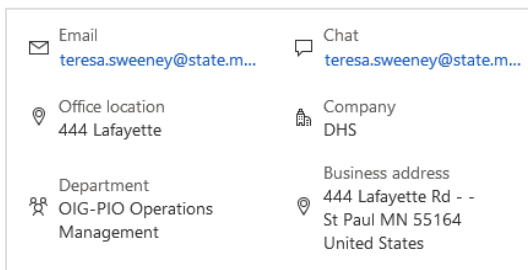 Email
teresa.sweeney@state.m...
Chat
teresa.sweeney@state.m...
Office location
444 Lafayette
Company
DHS
Department
OIG-PIO Operations
Management
Business address
444 Lafayette Rd - -
St Paul MN 55164
United States